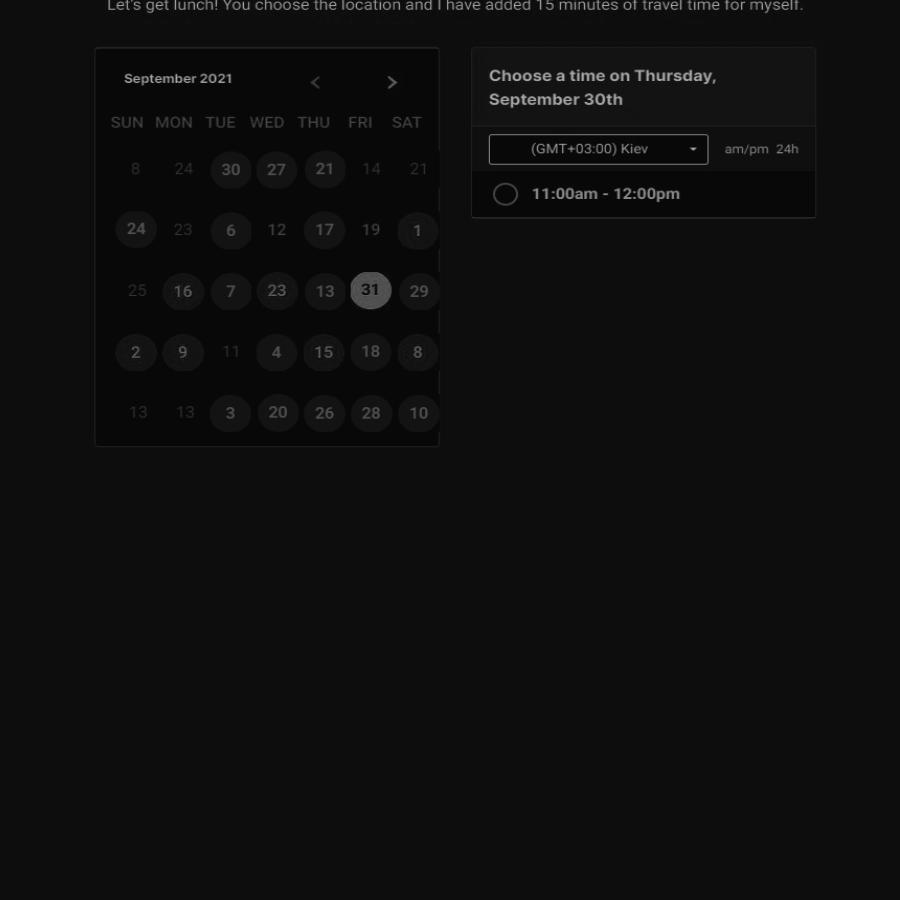 Let's get lunch! You choose the location and I have added 15 minutes of travel time for myself.
September 2021 < >
SUN MON TUE WED THU FRI SAT
8 24 30 27 21 14 21
24 23 6 12 17 19 1
25 16 7 23 13 31 29
2 9 11 4 15 18 8
13 13 3 20 26 28 10
Choose a time on Thursday,
September 30th
(GMT+03:00) Kiev am/pm 24h
11:00am - 12:00pm